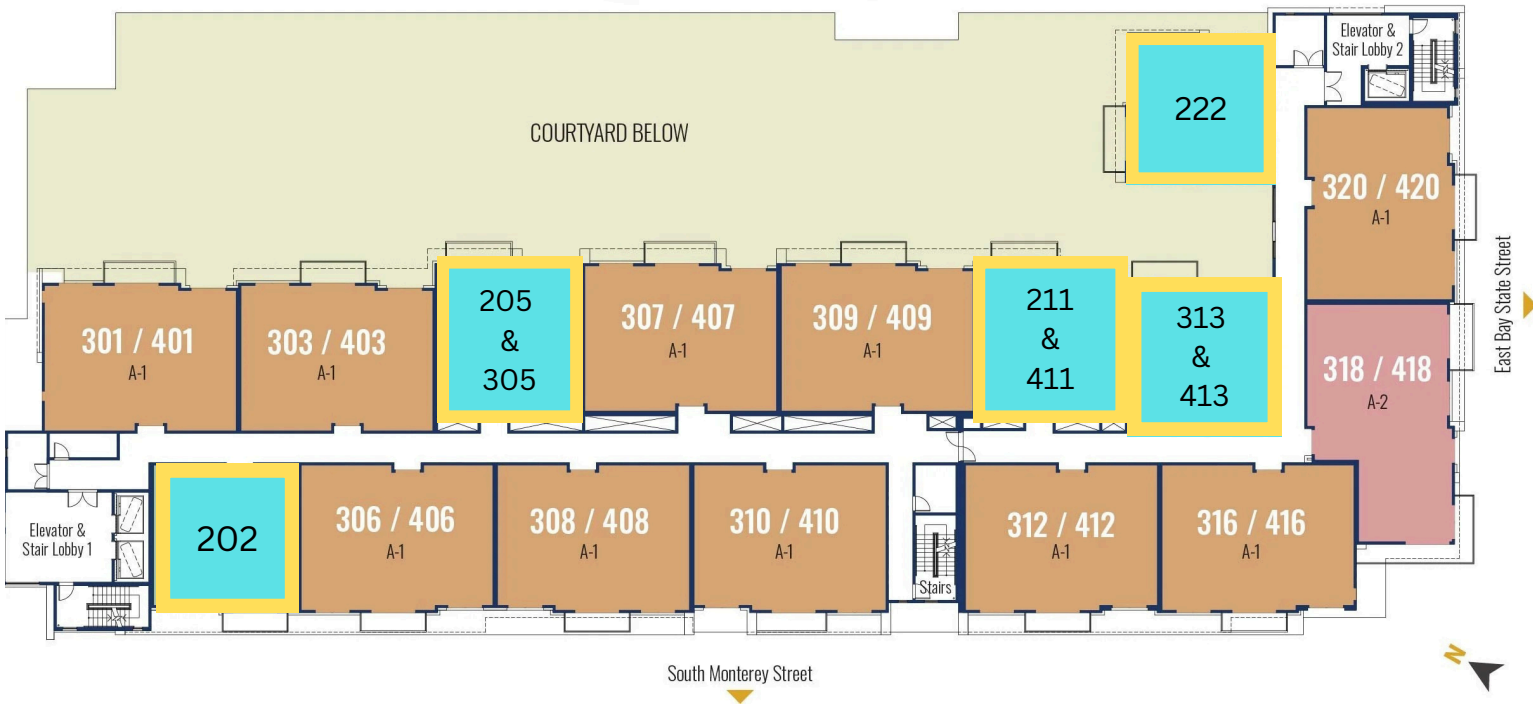 Elevator &
Stair Lobby 2
222
COURTYARD BELOW
320 / 420
A-1
East Bay State Street
301 / 401
A-1
303 / 403
A-1
205
&
305
307 / 407
A-1
309 / 409
A-1
211
&
411
313
&
413
318 / 418
A-2
Elevator &
Stair Lobby 1
202
306 / 406
A-1
308 / 408
A-1
310 / 410
A-1
Stairs
312 / 412
A-1
316 / 416
A-1
South Monterey Street
N